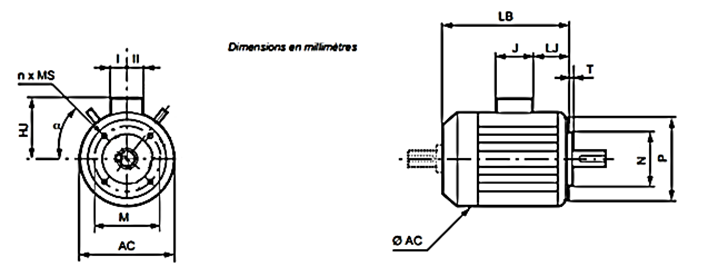 LB
I II
Dimensions en millimètres
J LJ
n x MS
T
HJ
α
N
P
M
AC
Ø AC